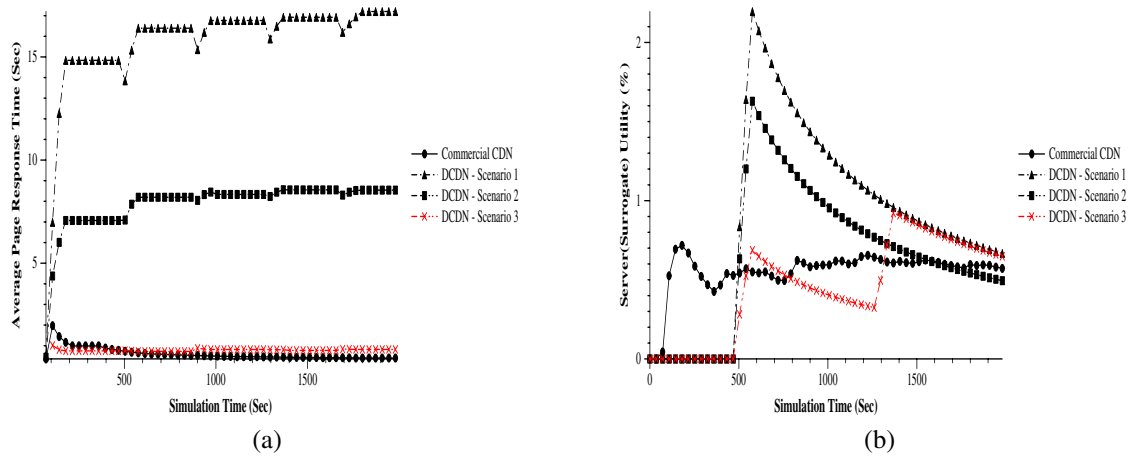 Average Page Response Time (Sec)
15
10
5
500
1000
1500
Simulation Time (Sec)
Commercial CDN
DCDN - Scenario 1
DCDN - Scenario 2
DCDN - Scenario 3
(a)
Server(Surrogate) Utility (%)
2
1
0
0
500
1000
1500
Simulation Time (Sec)
Commercial CDN
DCDN - Scenario 1
DCDN - Scenario 2
DCDN - Scenario 3
(b)